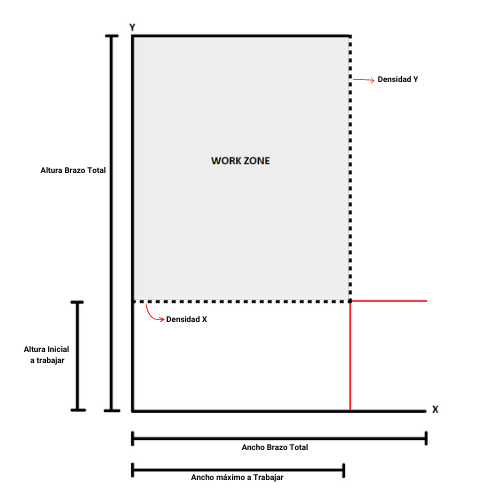 Y
Densidad Y
WORK ZONE
Altura Brazo Total
Densidad X
Altura Inicial
a trabajar
X
Ancho Brazo Total
Ancho máximo a Trabajar